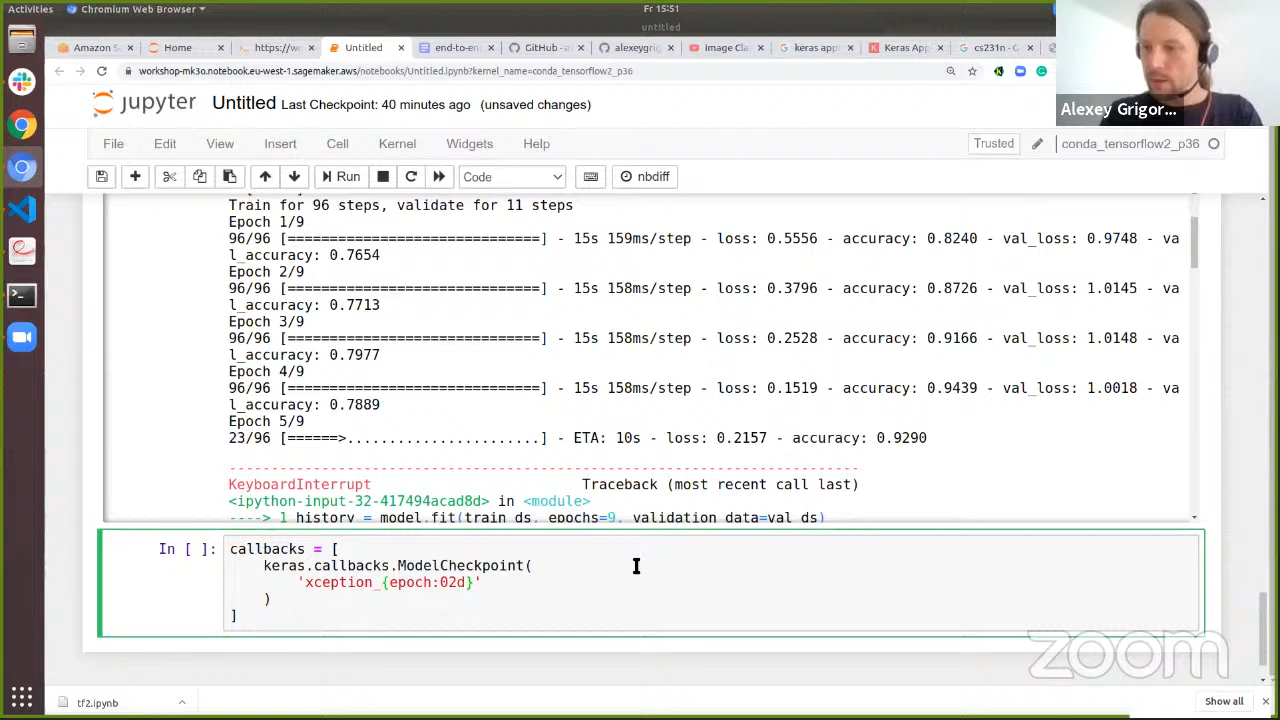 Activities
Chromium Web Browser
Fr 15:51
untitled
Amazon S
Home
https://w
Untitled
end-to-en
GitHub - a
alexeygrig
Image Cla
keras app
Keras App
cs231n-G
workshop-mk3o.notebook.eu-west-1.sagemaker.aws/notebooks/Untitled.ipynb?kernel_name=conda_tensorflow2_p36
Alexey Grigor...
jupyter Untitled Last Checkpoint: 40 minutes ago (unsaved changes)
File Edit View Insert Cell Kernel Widgets Help
Trusted
conda_tensorflow2_p36
Run
Code
nbdiff
Train for 96 steps, validate for 11 steps
Epoch 1/9
96/96 [==============================] - 15s 159ms/step - loss: 0.5556 - accuracy: 0.8240 - val_loss: 0.9748 - va
l_accuracy: 0.7654
Epoch 2/9
96/96 [==============================] - 15s 158ms/step - loss: 0.3796 - accuracy: 0.8726 - val_loss: 1.0145 - va
l_accuracy: 0.7713
Epoch 3/9
96/96 [==============================] - 15s 158ms/step - loss: 0.2528 - accuracy: 0.9166 - val_loss: 1.0148 - va
l_accuracy: 0.7977
Epoch 4/9
96/96 [==============================] - 15s 158ms/step - loss: 0.1519 - accuracy: 0.9439 - val_loss: 1.0018 - va
l_accuracy: 0.7889
Epoch 5/9
23/96 [======>.......................] - ETA: 10s - loss: 0.2157 - accuracy: 0.9290
---------------------------------------------------------------------------
KeyboardInterrupt                         Traceback (most recent call last)
<ipython-input-32-417494acad8d> in <module>
----> 1 history = model.fit(train_ds, epochs=9, validation_data=val_ds)
In [ ]:
callbacks = [
    keras.callbacks.ModelCheckpoint(
        'xception_{epoch:02d}'
    )
]
zoom
tf2.ipynb
Show all